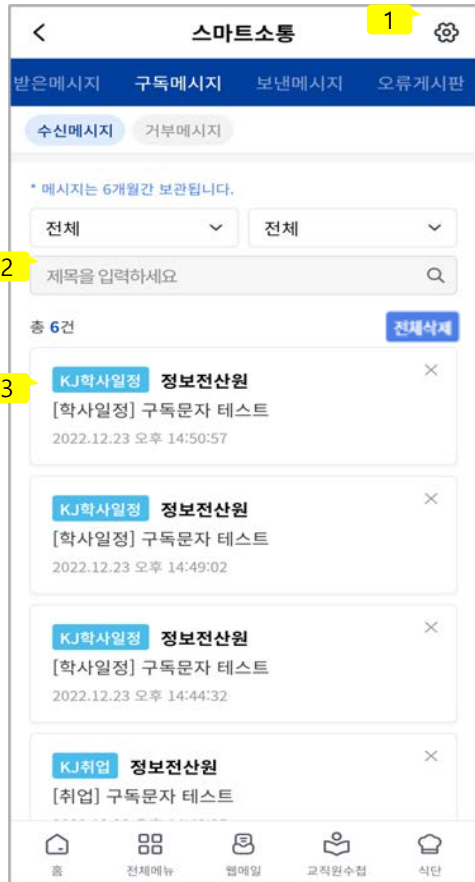 스마트소통
1
받은메시지 구독메시지 보낸메시지 오류게시판
수신메시지 거부메시지
* 메시지는 6개월간 보관됩니다.
전체 전체
2
제목을 입력하세요
총 6건 전체삭제
3
KJ학사일정 정보전산원
[학사일정] 구독문자 테스트
2022.12.23 오후 14:50:57
KJ학사일정 정보전산원
[학사일정] 구독문자 테스트
2022.12.23 오후 14:49:02
KJ학사일정 정보전산원
[학사일정] 구독문자 테스트
2022.12.23 오후 14:44:32
KJ취업 정보전산원
[취업] 구독문자 테스트
홈 전체메뉴 웹메일 교직원수첩 식단